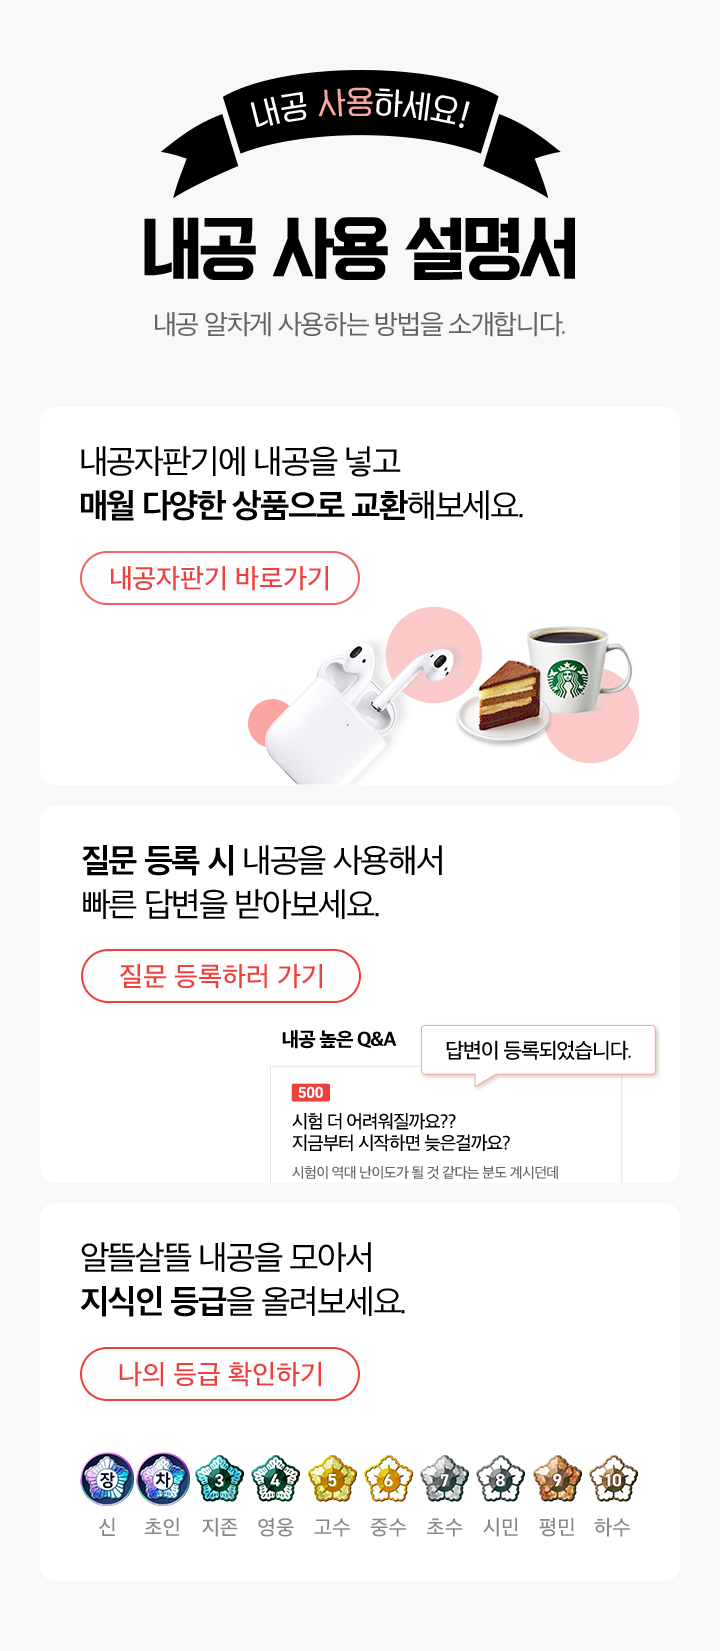 내공 사용하세요!
내공 사용 설명서
내공 알차게 사용하는 방법을 소개합니다.
내공자판기에 내공을 넣고
매월 다양한 상품으로 교환해보세요.
내공자판기 바로가기
질문 등록 시 내공을 사용해서
빠른 답변을 받아보세요.
질문 등록하러 가기
내공 높은 Q&A
답변이 등록되었습니다.
500
시험 더 어려워질까요??
지금부터 시작하면 늦은걸까요?
시험이 역대 난이도가 될 것 같다는 분도 계시던데
알뜰살뜰 내공을 모아서
지식인 등급을 올려보세요.
나의 등급 확인하기
장 차 3 4 5 6 7 8 9 10
신 초인 지존 영웅 고수 중수 초수 시민 평민 하수